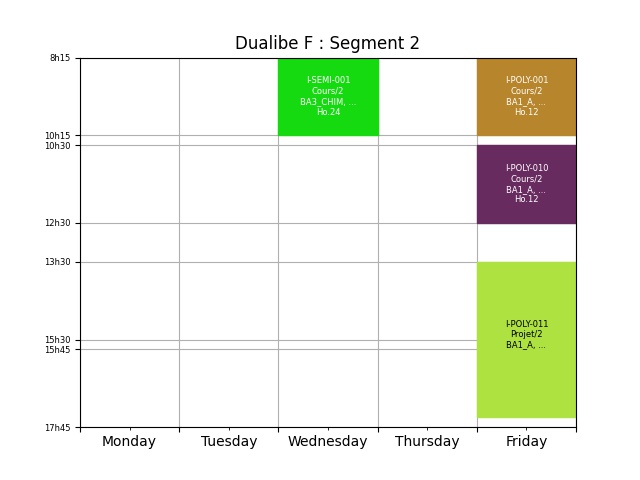 Dualibe F : Segment 2
8h15
10h15
10h30
12h30
13h30
15h30
15h45
17h45
I-SEMI-001
Cours/2
BA3_CHIM, ...
Ho.24
I-POLY-001
Cours/2
BA1_A, ...
Ho.12
I-POLY-010
Cours/2
BA1_A, ...
Ho.12
I-POLY-011
Projet/2
BA1_A, ...
Monday
Tuesday
Wednesday
Thursday
Friday